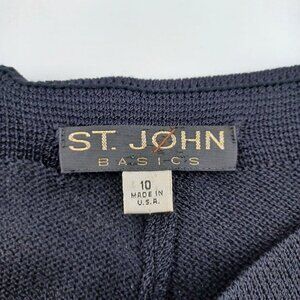 ST. JOHN
BASICS
10
MADE IN
U.S.A.